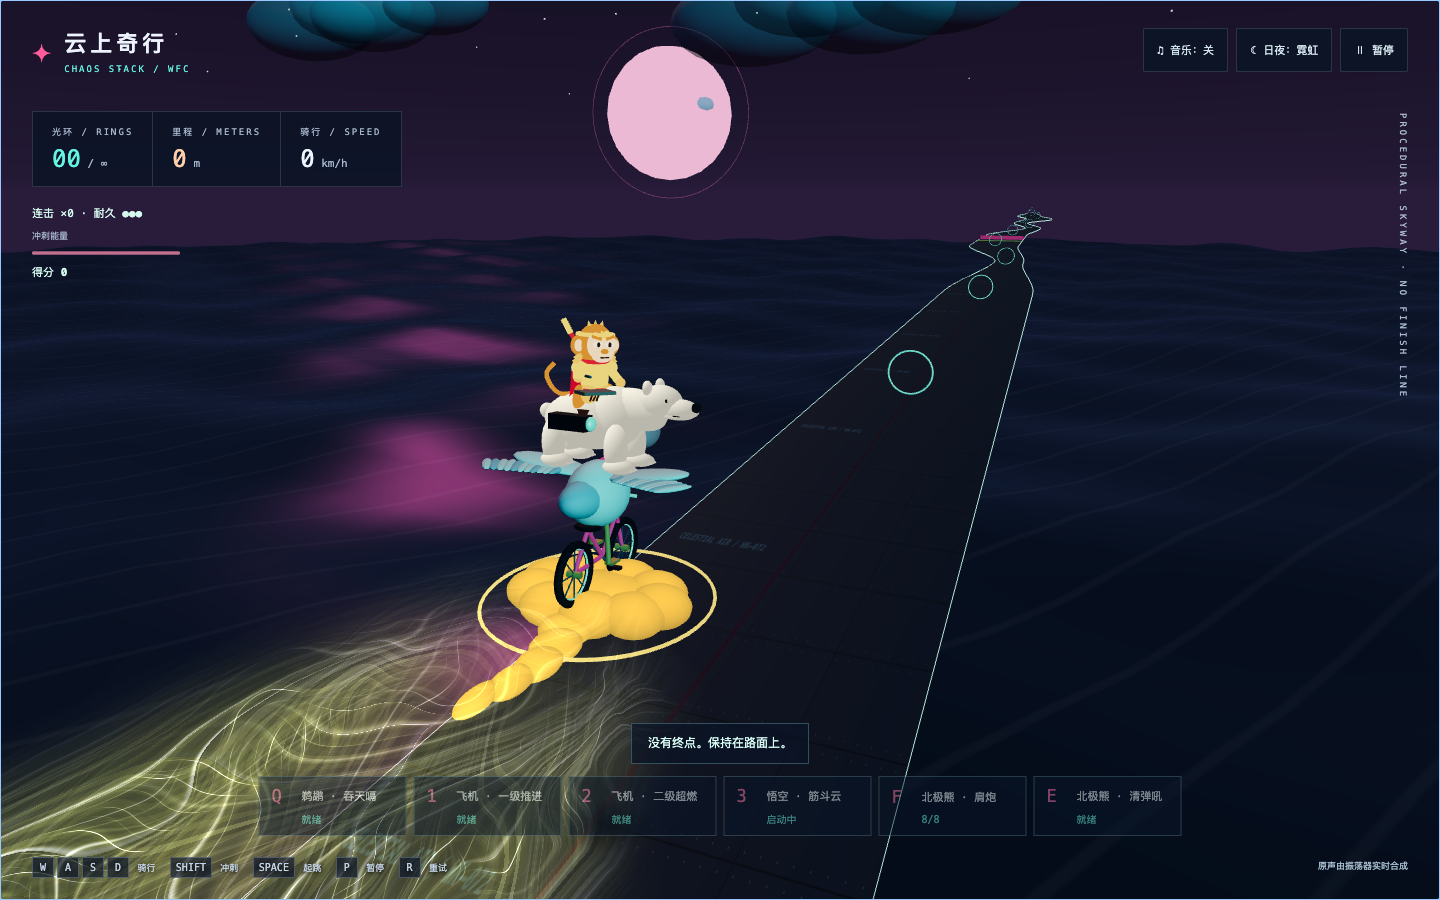 云上奇行
CHAOS STACK / WFC
♫ 音乐: 关
☾ 日夜: 霓虹
Ⅱ 暂停
光环 / RINGS
里程 / METERS
骑行 / SPEED
00 / ∞
0 m
0 km/h
连击 ×0 · 耐久 ●●●
冲刺能量
得分 0
PROCEDURAL SKYWAY · NO FINISH LINE
没有终点。保持在路面上。
Q 鹈鹕 · 吞天嗝
就绪
1 飞机 · 一级推进
就绪
2 飞机 · 二级超燃
就绪
3 悟空 · 筋斗云
启动中
F 北极熊 · 肩炮
8/8
E 北极熊 · 清弹吼
就绪
W A S D 骑行 SHIFT 冲刺 SPACE 起跳 P 暂停 R 重试
原声由振荡器实时合成